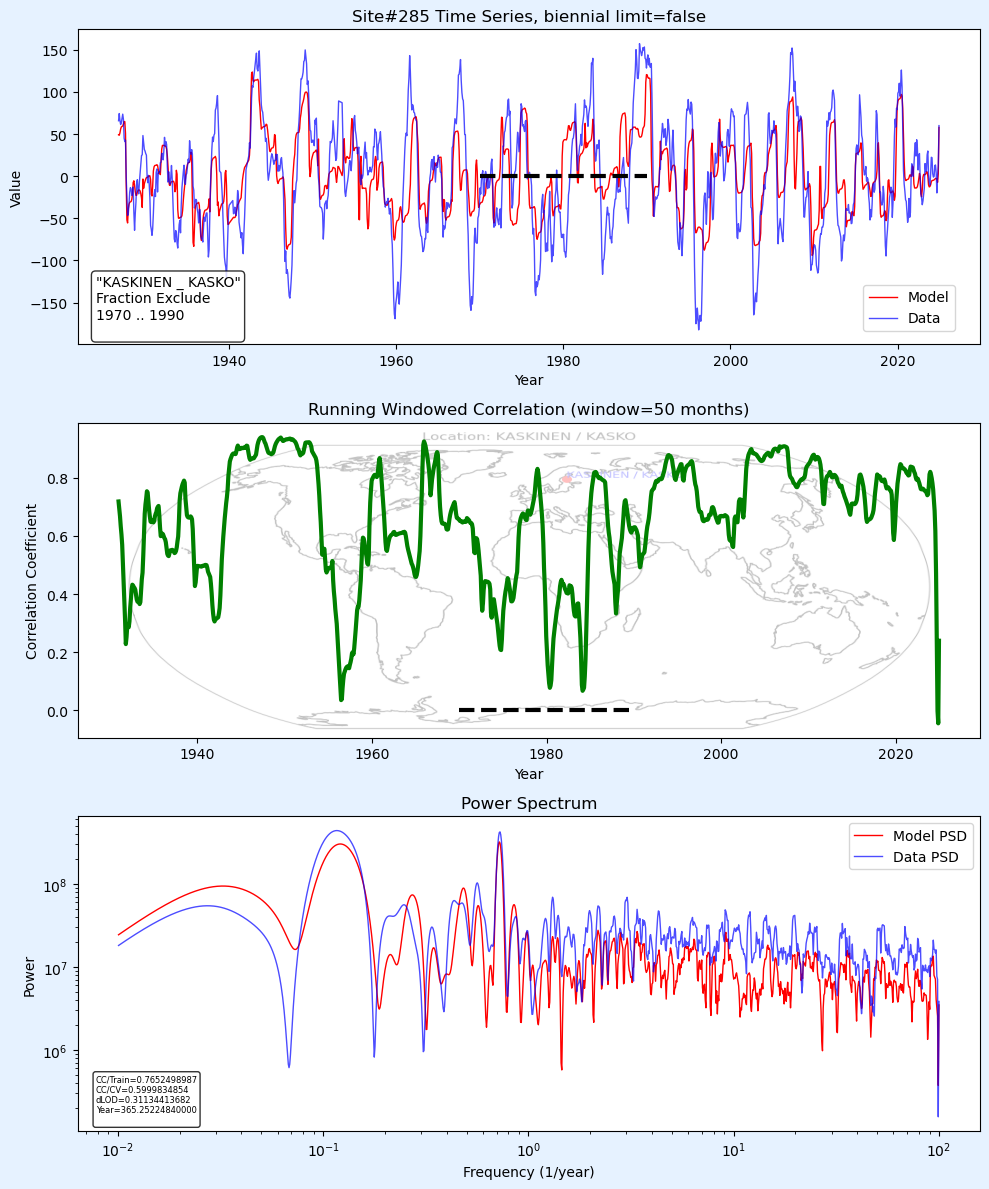 Site#285 Time Series, biennial limit=false
150
100
50
0
−50
−100
−150
Value
"KASKINEN _ KASKO"
Fraction Exclude
1970 .. 1990
Model
Data
1940
1960
1980
2000
2020
Year
Running Windowed Correlation (window=50 months)
Location: KASKINEN / KASKO
KASKINEN / KA
0.8
0.6
0.4
0.2
0.0
Correlation Coefficient
1940
1960
1980
2000
2020
Year
Power Spectrum
Model PSD
Data PSD
10⁸
10⁷
10⁶
Power
CC/Train=0.7652498987
CC/CV=0.5999834854
dLOD=0.31134413682
Year=365.25224840000
10⁻²
10⁻¹
10⁰
10¹
10²
Frequency (1/year)